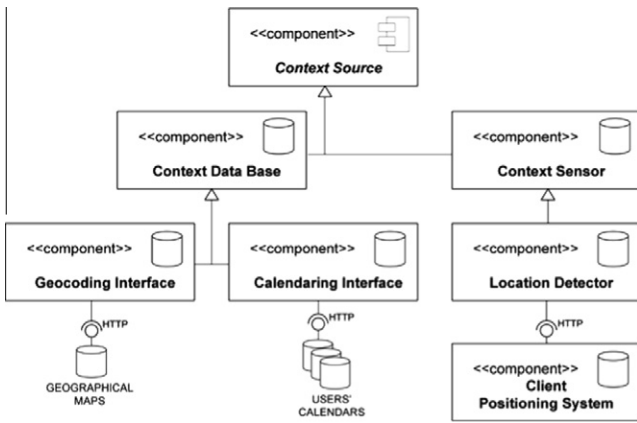 <<component>>
Context Source
<<component>>
Context Data Base
<<component>>
Context Sensor
<<component>>
Geocoding Interface
<<component>>
Calendaring Interface
<<component>>
Location Detector
HTTP
HTTP
HTTP
GEOGRAPHICAL
MAPS
USERS'
CALENDARS
<<component>>
Client
Positioning System